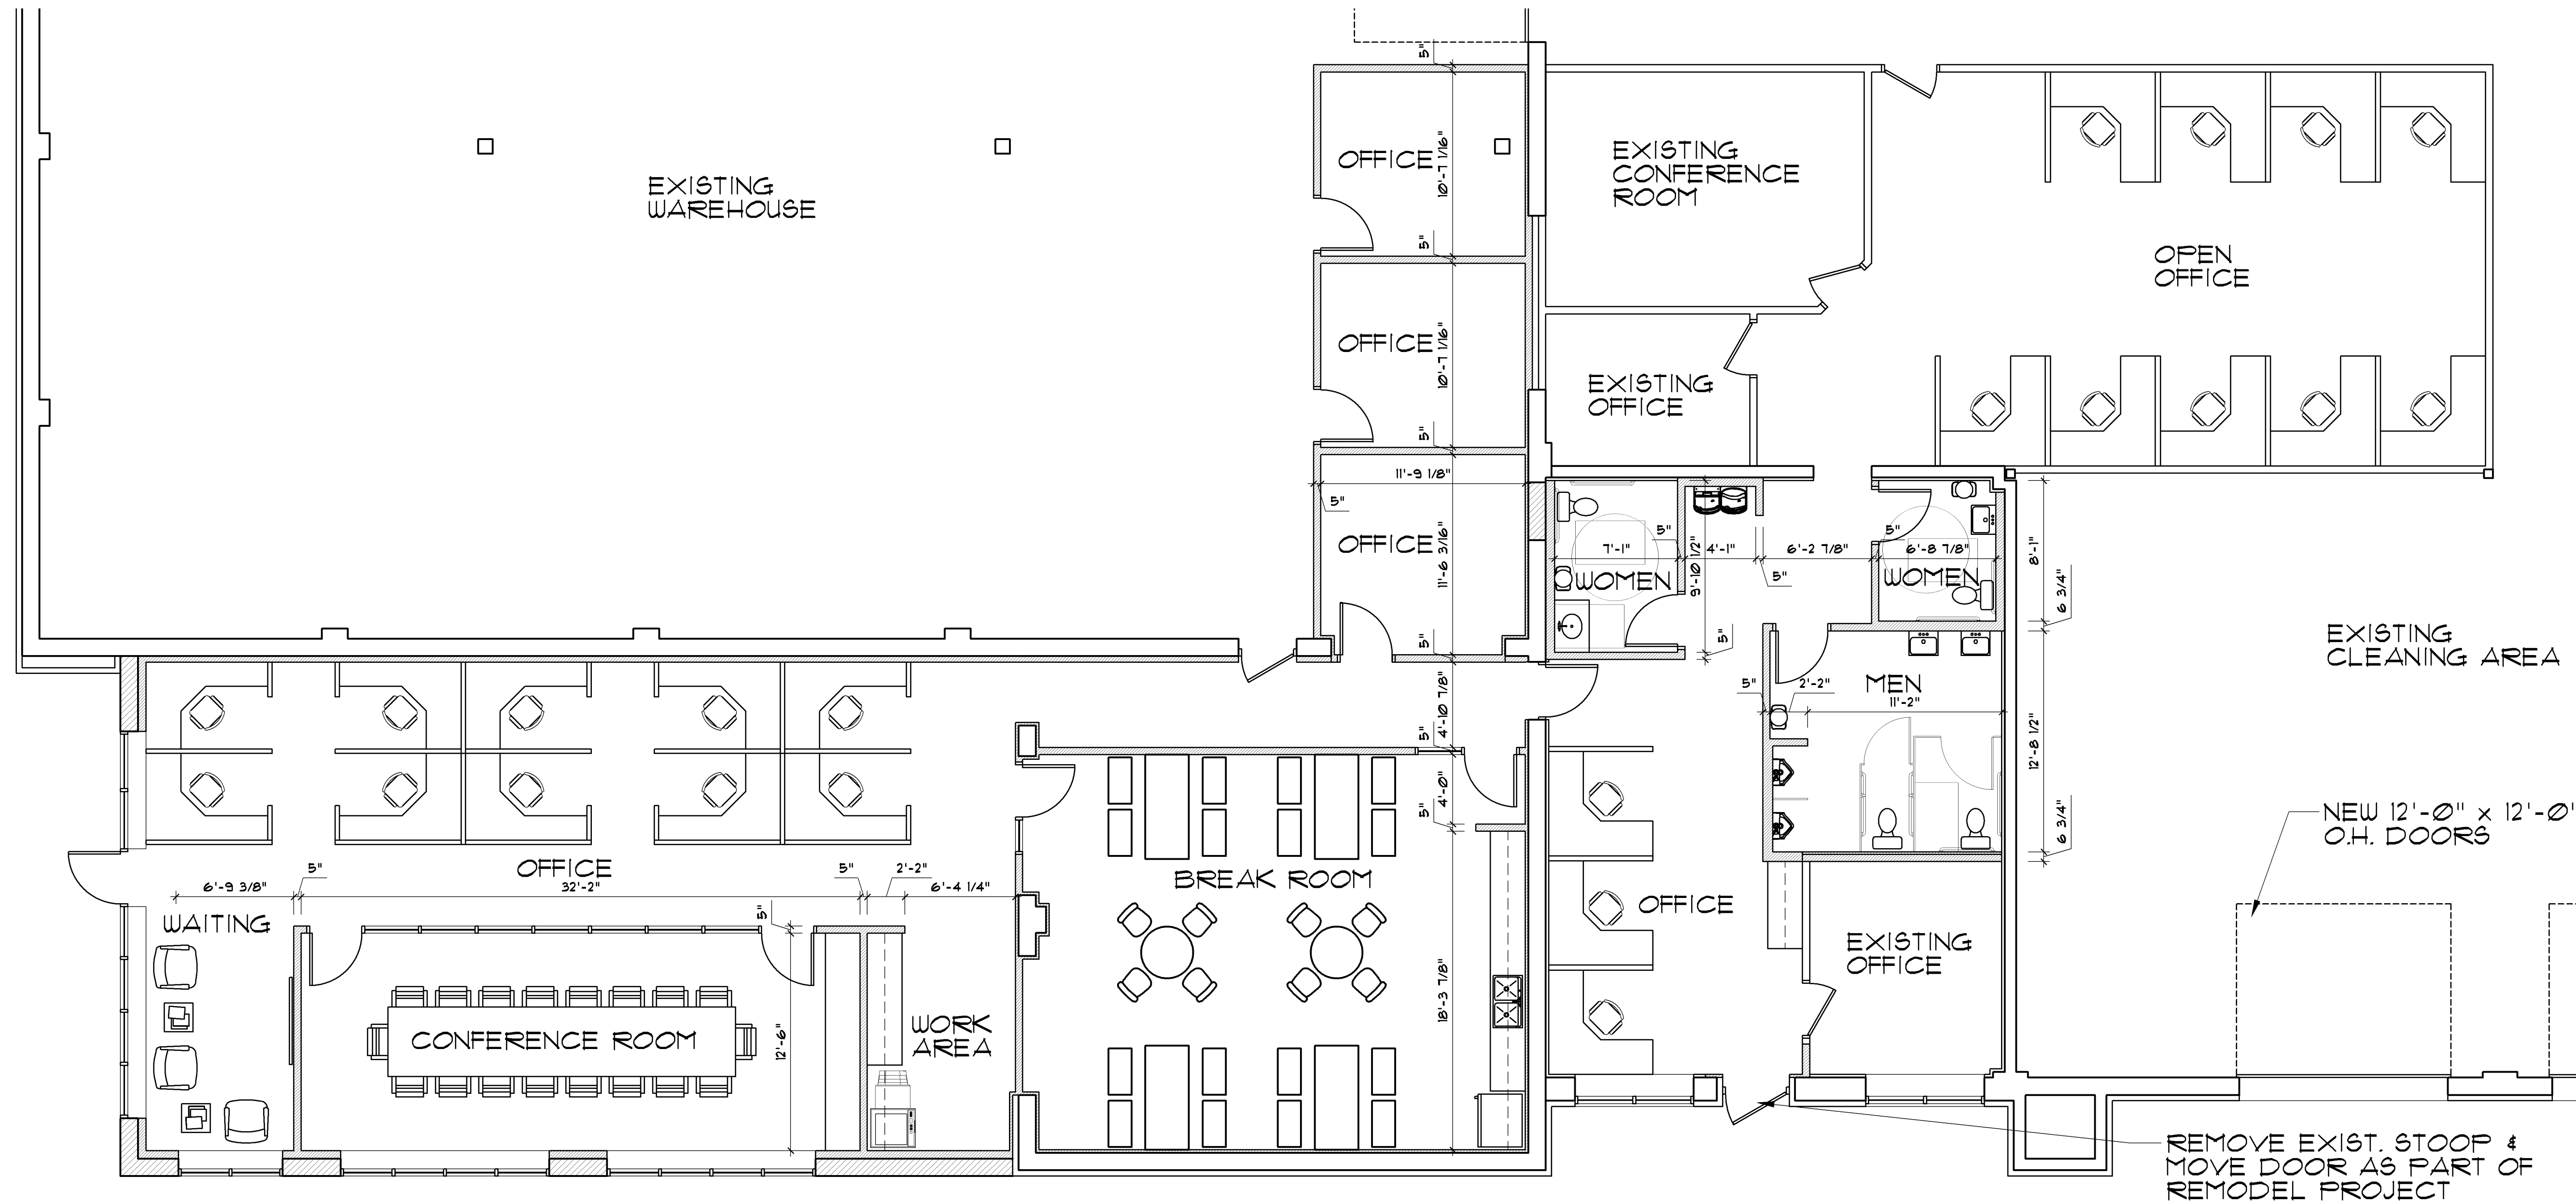 5"
OFFICE
10'-7 1/16"
5"
EXISTING
CONFERENCE
ROOM
EXISTING
WAREHOUSE
OPEN
OFFICE
OFFICE
10'-7 1/16"
5"
EXISTING
OFFICE
11'-9 1/8"
5"
OFFICE
11'-6 3/16"
5"
7'-1"
5"
4'-1"
9'-10 1/2"
6'-2 7/8"
5"
6'-8 7/8"
5"
WOMEN
WOMEN
5"
8'-1"
6 3/4"
EXISTING
CLEANING AREA
4'-10 7/8"
5"
5"
2'-2"
MEN
11'-2"
12'-8 1/2"
6 3/4"
4'-0"
5"
NEW 12'-0" x 12'-0"
O.H. DOORS
OFFICE
6'-9 3/8"
5"
32'-2"
5"
2'-2"
6'-4 1/4"
BREAK ROOM
OFFICE
WAITING
5"
EXISTING
OFFICE
CONFERENCE ROOM
12'-6"
WORK
AREA
18'-3 7/8"
REMOVE EXIST. STOOP &
MOVE DOOR AS PART OF
REMODEL PROJECT